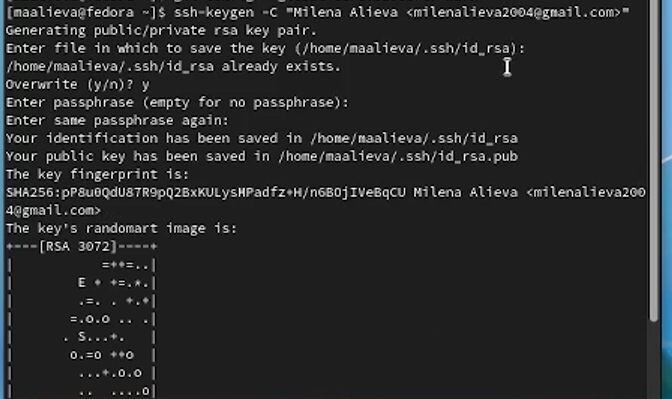 [maalieva@fedora ~]$ ssh-keygen -C "Milena Alieva <milenalieva2004@gmail.com>"
Generating public/private rsa key pair.
Enter file in which to save the key (/home/maalieva/.ssh/id_rsa):
/home/maalieva/.ssh/id_rsa already exists.
Overwrite (y/n)? y
Enter passphrase (empty for no passphrase):
Enter same passphrase again:
Your identification has been saved in /home/maalieva/.ssh/id_rsa
Your public key has been saved in /home/maalieva/.ssh/id_rsa.pub
The key fingerprint is:
SHA256:pP8u0QdU87R9pQ2BxKULysMPadfz+H/n6BOjIVeBqCU Milena Alieva <milenalieva200
4@gmail.com>
The key's randomart image is:
+---[RSA 3072]----+
|           =++=..|
|        E + +=.*.|
|        .=. . +.+|
|       =.o.o .. .|
|      . S...+.   |
|       o.=o ++o  |
|        ...+.o.o |
|        ..  ....o|